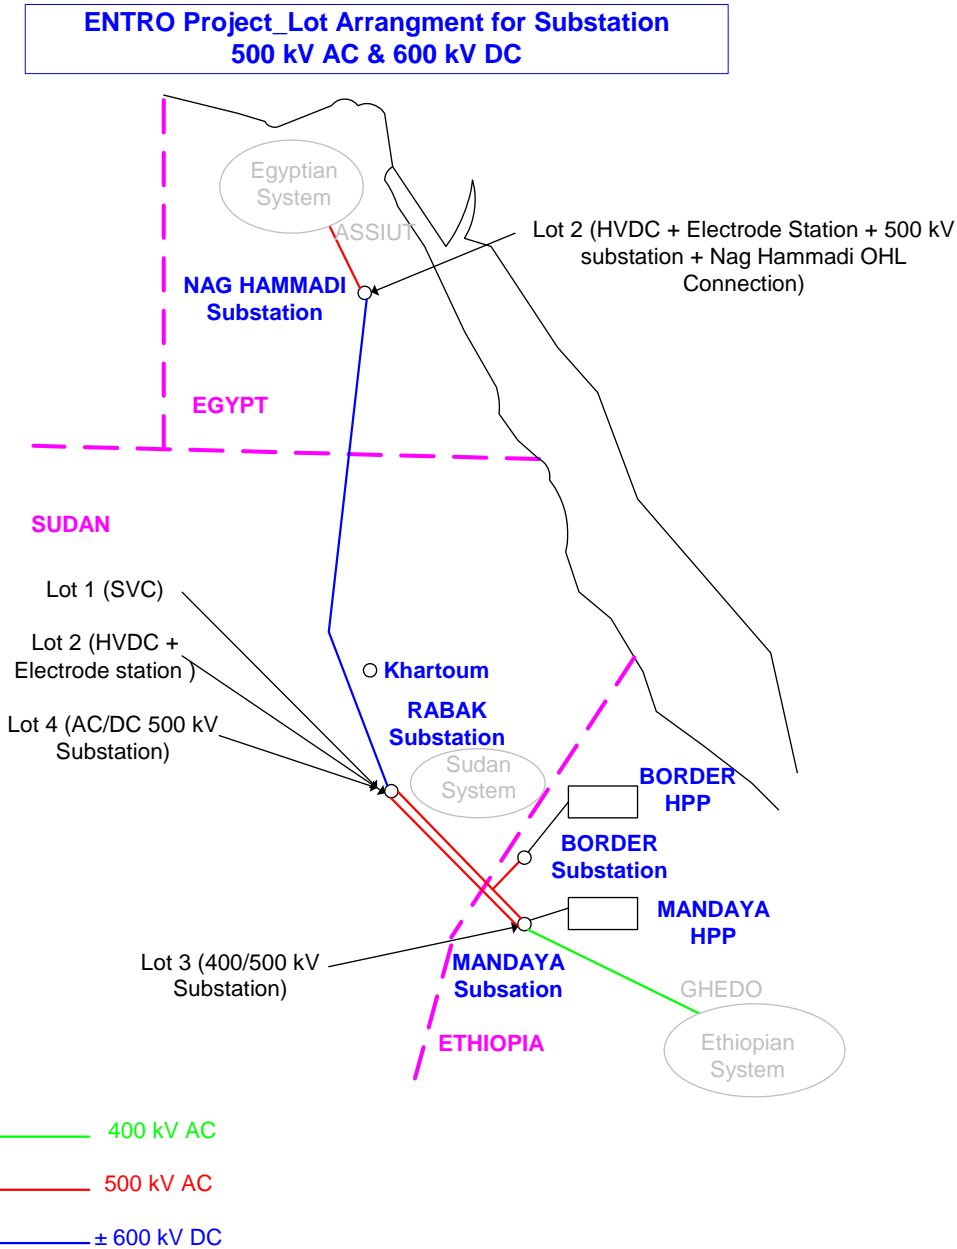 ENTRO Project_Lot Arrangment for Substation
500 kV AC & 600 kV DC
Egyptian
System
ASSIUT
Lot 2 (HVDC + Electrode Station + 500 kV
substation + Nag Hammadi OHL
Connection)
NAG HAMMADI
Substation
EGYPT
SUDAN
Lot 1 (SVC)
Lot 2 (HVDC +
Electrode station )
Lot 4 (AC/DC 500 kV
Substation)
Khartoum
RABAK
Substation
Sudan
System
BORDER
HPP
BORDER
Substation
MANDAYA
HPP
Lot 3 (400/500 kV
Substation)
MANDAYA
Subsation
GHEDO
ETHIOPIA
Ethiopian
System
400 kV AC
500 kV AC
± 600 kV DC